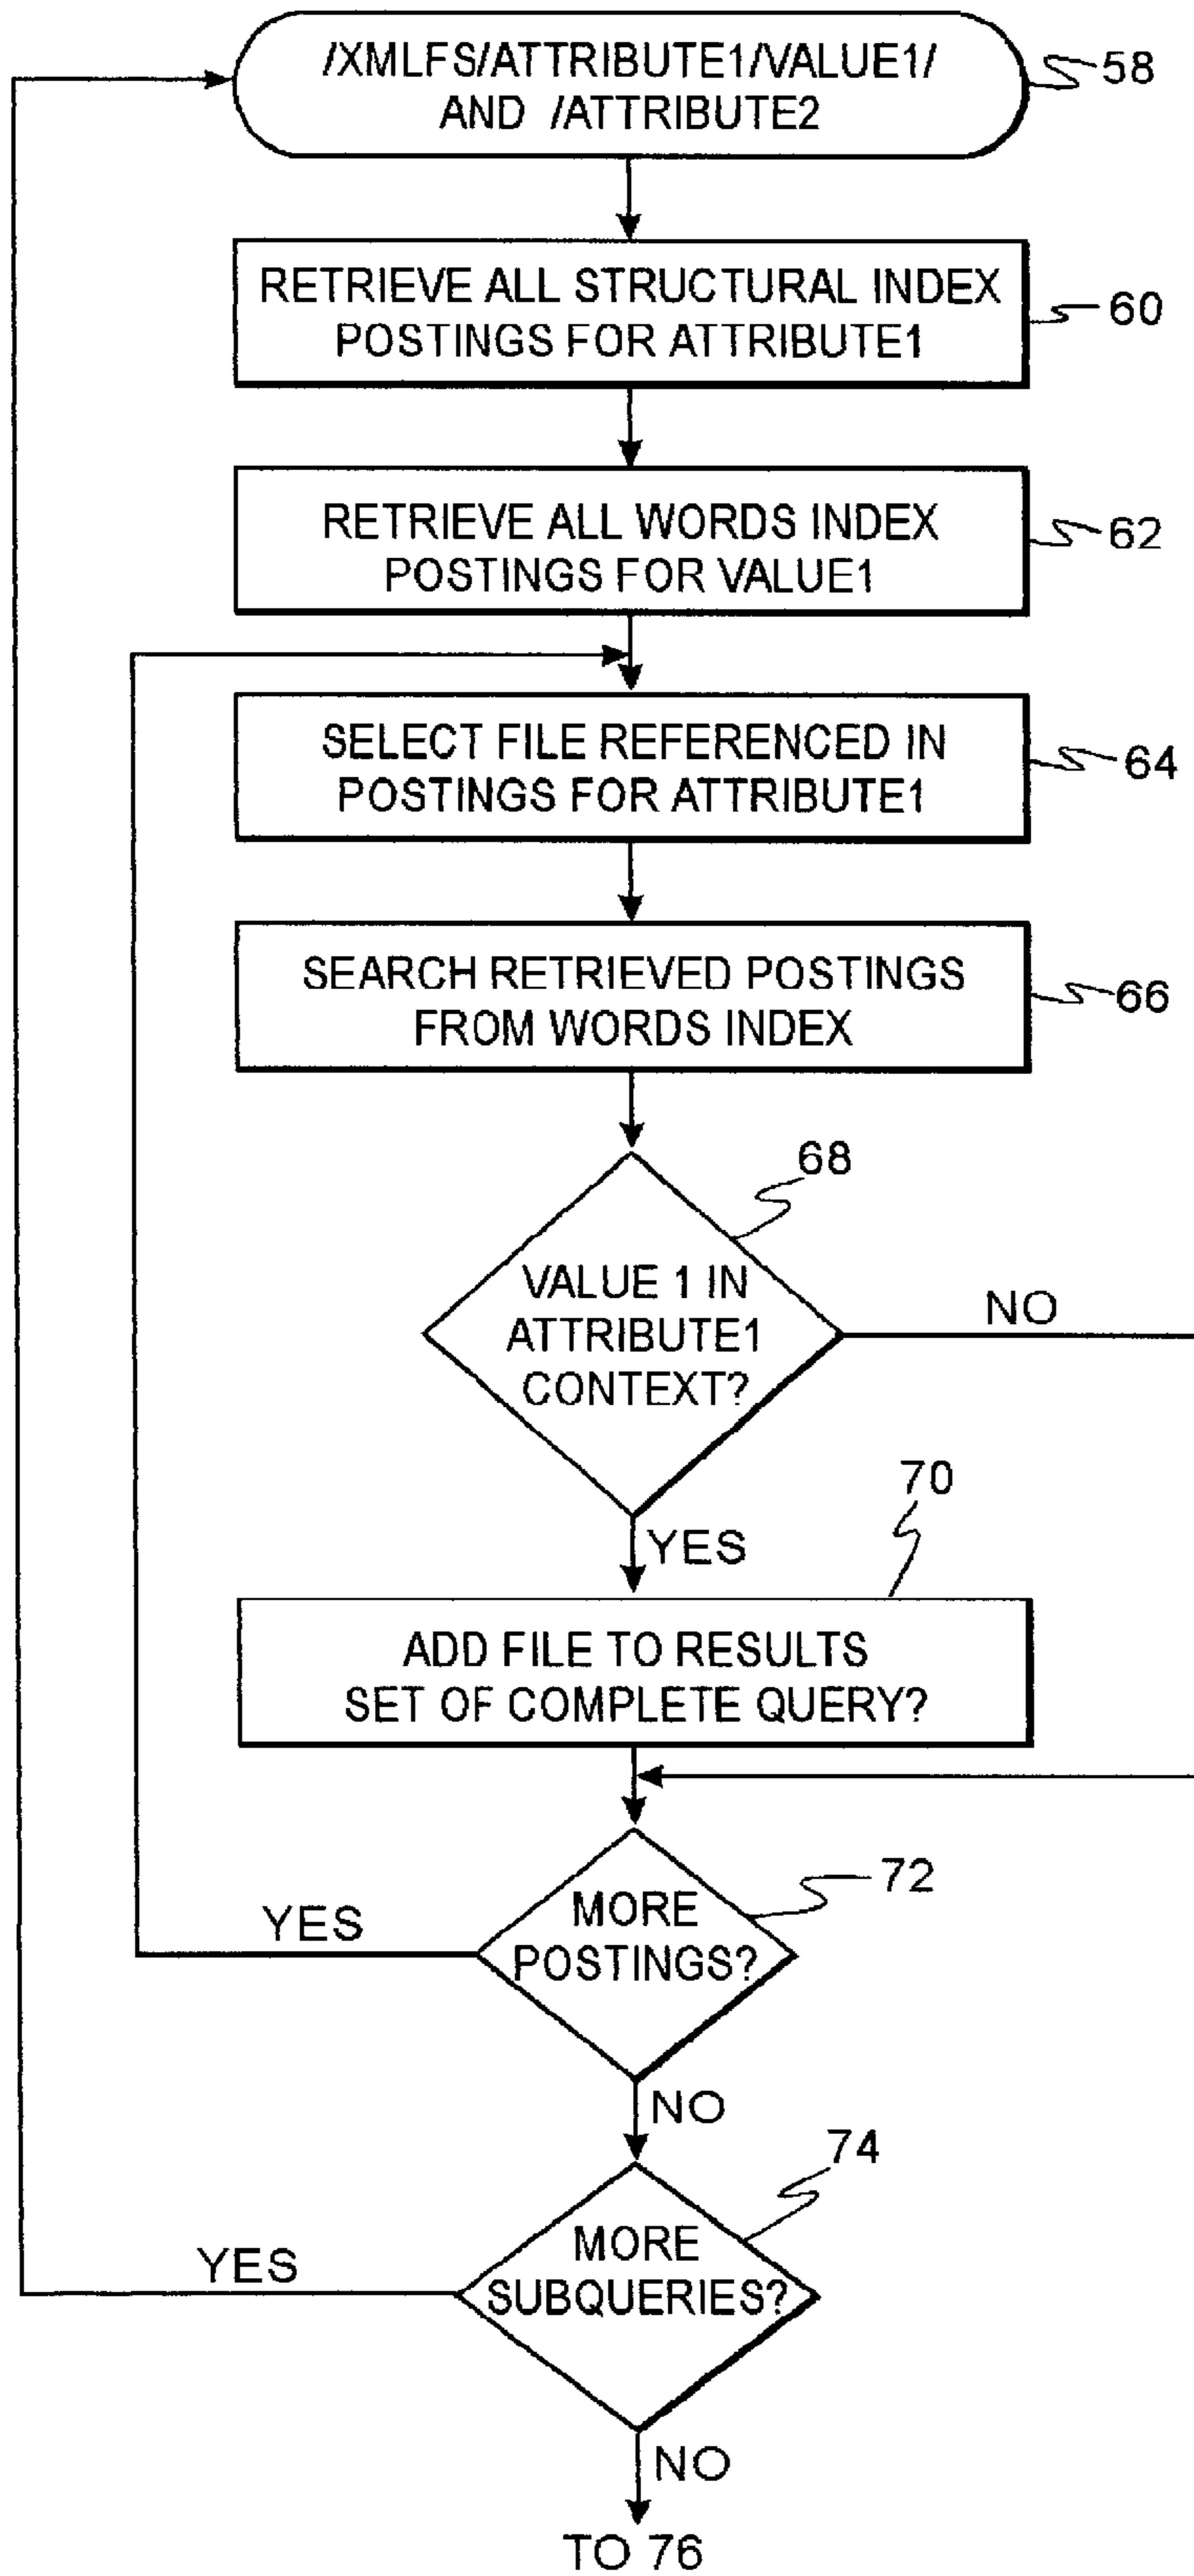 /XMLFS/ATTRIBUTE1/VALUE1/
AND /ATTRIBUTE2
58
RETRIEVE ALL STRUCTURAL INDEX
POSTINGS FOR ATTRIBUTE1
60
RETRIEVE ALL WORDS INDEX
POSTINGS FOR VALUE1
62
SELECT FILE REFERENCED IN
POSTINGS FOR ATTRIBUTE1
64
SEARCH RETRIEVED POSTINGS
FROM WORDS INDEX
66
68
VALUE 1 IN
ATTRIBUTE1
CONTEXT?
NO
YES
70
ADD FILE TO RESULTS
SET OF COMPLETE QUERY?
72
MORE
POSTINGS?
YES
NO
74
MORE
SUBQUERIES?
YES
NO
TO 76